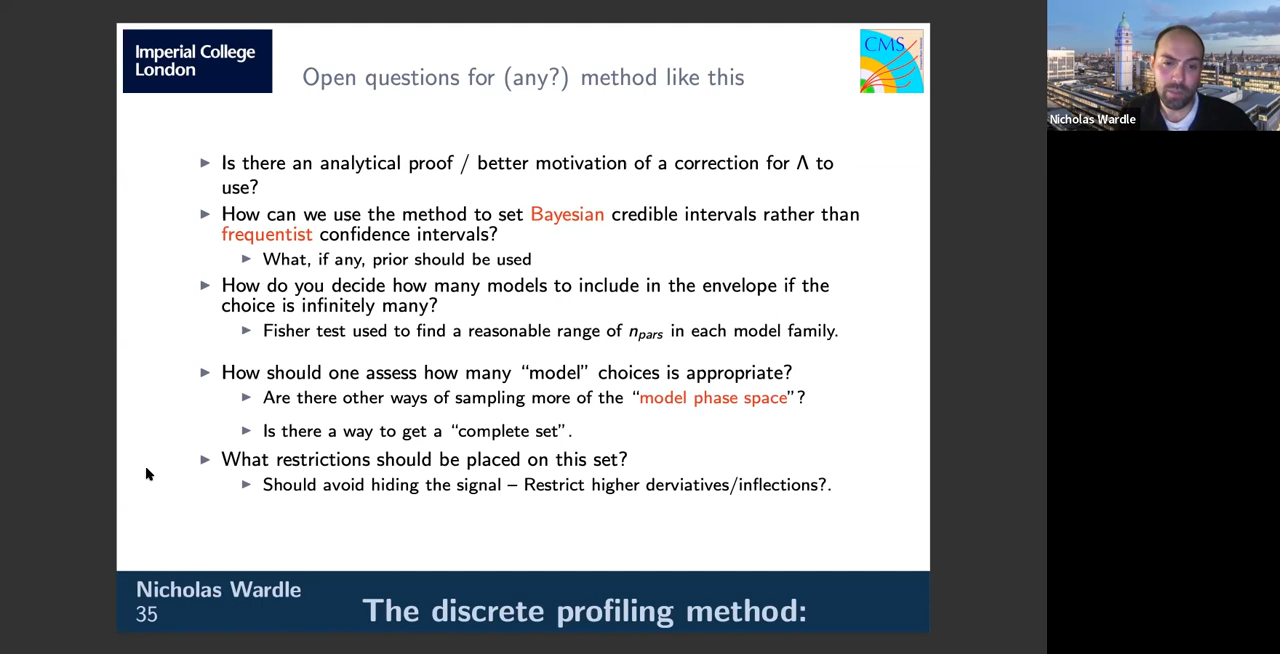 Imperial College
London
Open questions for (any?) method like this
CMS
Nicholas Wardle
▶ Is there an analytical proof / better motivation of a correction for Λ to
use?
▶ How can we use the method to set Bayesian credible intervals rather than
frequentist confidence intervals?
▶ What, if any, prior should be used
▶ How do you decide how many models to include in the envelope if the
choice is infinitely many?
▶ Fisher test used to find a reasonable range of n_pars in each model family.
▶ How should one assess how many “model” choices is appropriate?
▶ Are there other ways of sampling more of the “model phase space”?
▶ Is there a way to get a “complete set”.
▶ What restrictions should be placed on this set?
▶ Should avoid hiding the signal – Restrict higher derviatives/inflections?.
Nicholas Wardle
35
The discrete profiling method: